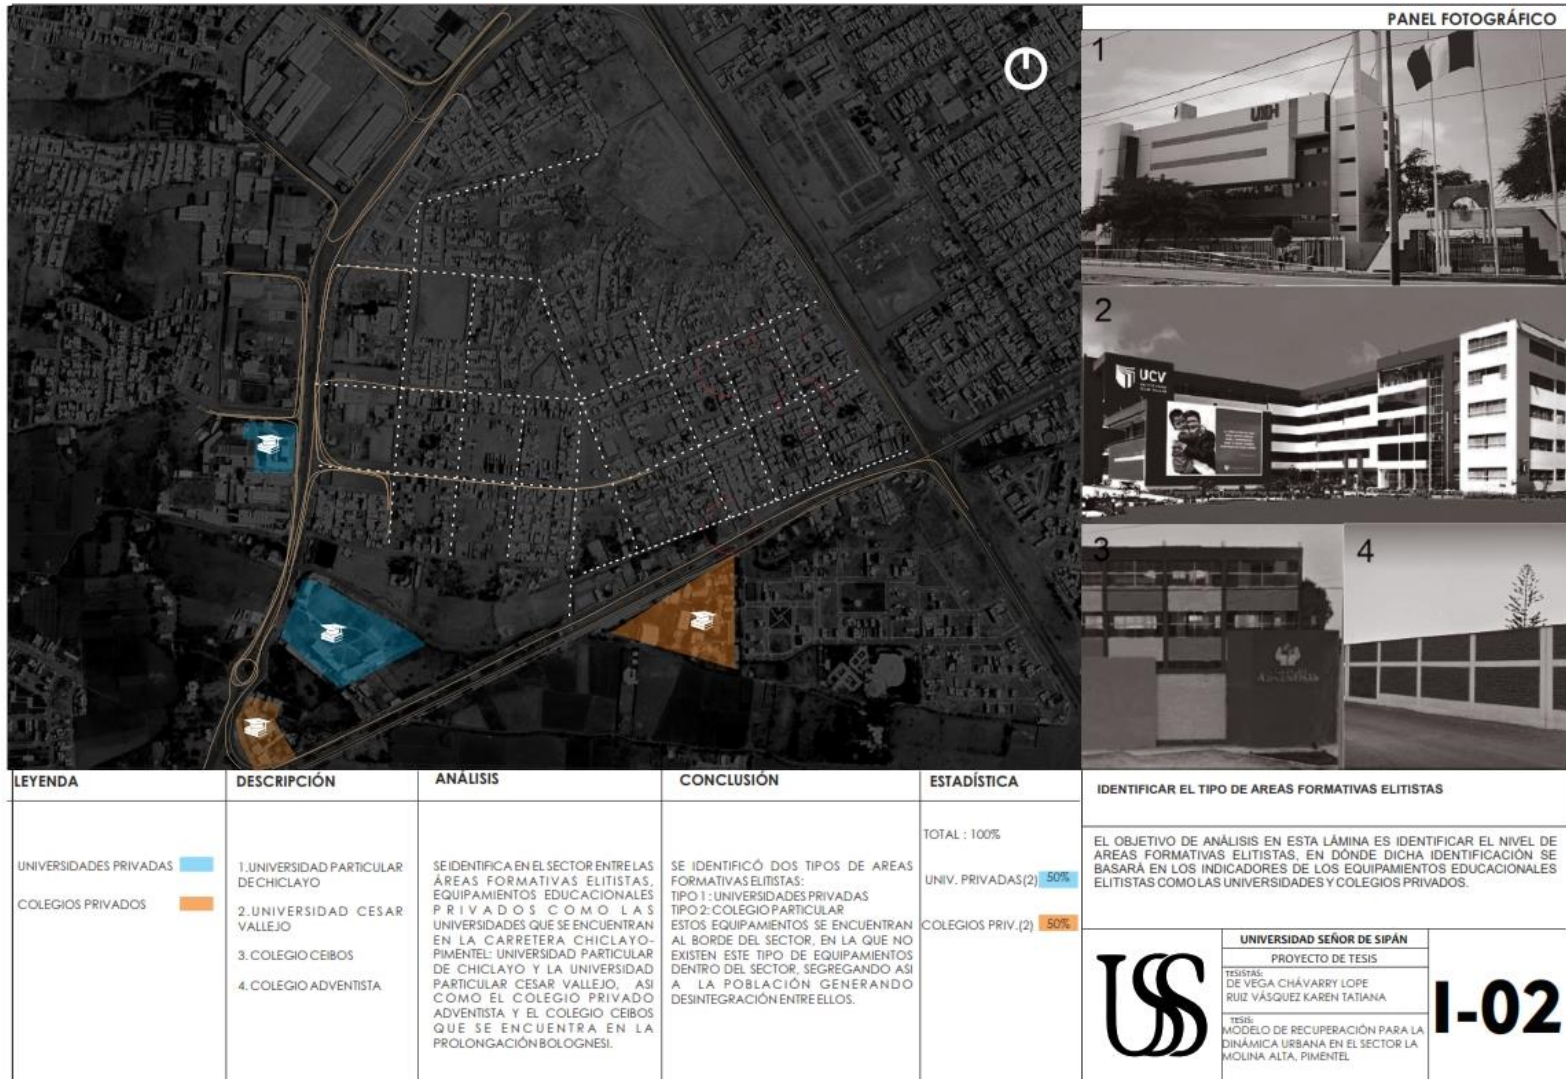 PANEL FOTOGRÁFICO
1
2
UCV
3
4
LEYENDA
UNIVERSIDADES PRIVADAS
COLEGIOS PRIVADOS
DESCRIPCIÓN
1.UNIVERSIDAD PARTICULAR
DE CHICLAYO
2.UNIVERSIDAD CESAR
VALLEJO
3. COLEGIO CEIBOS
4. COLEGIO ADVENTISTA
ANÁLISIS
SE IDENTIFICA EN EL SECTOR ENTRE LAS
ÁREAS FORMATIVAS ELITISTAS,
EQUIPAMIENTOS EDUCACIONALES
PRIVADOS COMO LAS
UNIVERSIDADES QUE SE ENCUENTRAN
EN LA CARRETERA CHICLAYO-
PIMENTEL: UNIVERSIDAD PARTICULAR
DE CHICLAYO Y LA UNIVERSIDAD
PARTICULAR CESAR VALLEJO, ASI
COMO EL COLEGIO PRIVADO
ADVENTISTA Y EL COLEGIO CEIBOS
QUE SE ENCUENTRA EN LA
PROLONGACIÓN BOLOGNESI.
CONCLUSIÓN
SE IDENTIFICÓ DOS TIPOS DE AREAS
FORMATIVAS ELITISTAS:
TIPO 1: UNIVERSIDADES PRIVADAS
TIPO 2: COLEGIO PARTICULAR
ESTOS EQUIPAMIENTOS SE ENCUENTRAN
AL BORDE DEL SECTOR, EN LA QUE NO
EXISTEN ESTE TIPO DE EQUIPAMIENTOS
DENTRO DEL SECTOR, SEGREGANDO ASI
A LA POBLACIÓN GENERANDO
DESINTEGRACIÓN ENTRE ELLOS.
ESTADÍSTICA
TOTAL : 100%
UNIV. PRIVADAS(2) 50%
COLEGIOS PRIV.(2) 50%
IDENTIFICAR EL TIPO DE AREAS FORMATIVAS ELITISTAS
EL OBJETIVO DE ANÁLISIS EN ESTA LÁMINA ES IDENTIFICAR EL NIVEL DE
AREAS FORMATIVAS ELITISTAS, EN DÓNDE DICHA IDENTIFICACIÓN SE
BASARÁ EN LOS INDICADORES DE LOS EQUIPAMIENTOS EDUCACIONALES
ELITISTAS COMO LAS UNIVERSIDADES Y COLEGIOS PRIVADOS.
USS
UNIVERSIDAD SEÑOR DE SIPÁN
PROYECTO DE TESIS
TESISTAS:
DE VEGA CHÁVARRY LOPE
RUIZ VÁSQUEZ KAREN TATIANA
TESIS:
MODELO DE RECUPERACIÓN PARA LA
DINÁMICA URBANA EN EL SECTOR LA
MOLINA ALTA, PIMENTEL
I-02